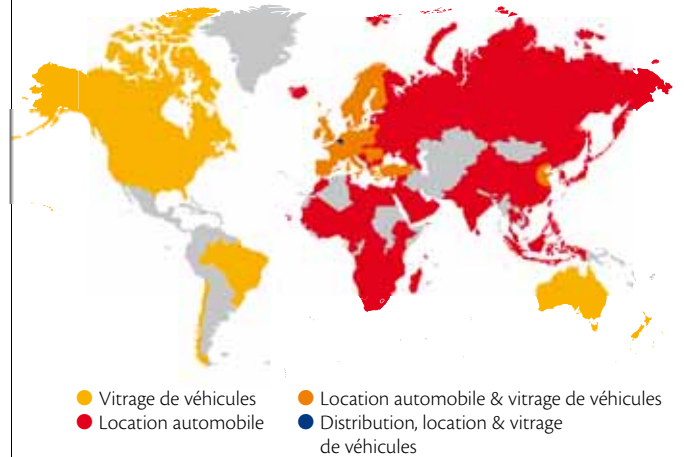 Vitrage de véhicules
Location automobile
Location automobile & vitrage de véhicules
Distribution, location & vitrage
de véhicules